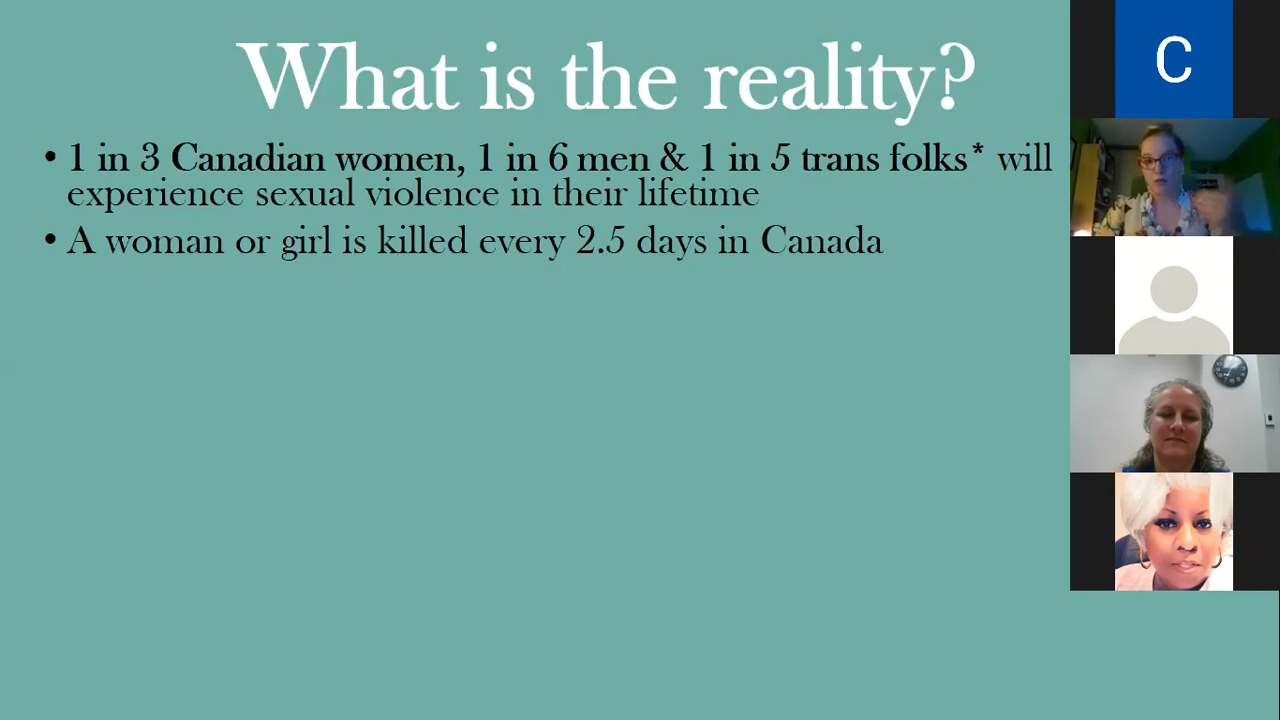 What is the reality?
• 1 in 3 Canadian women, 1 in 6 men & 1 in 5 trans folks* will
experience sexual violence in their lifetime
• A woman or girl is killed every 2.5 days in Canada
C